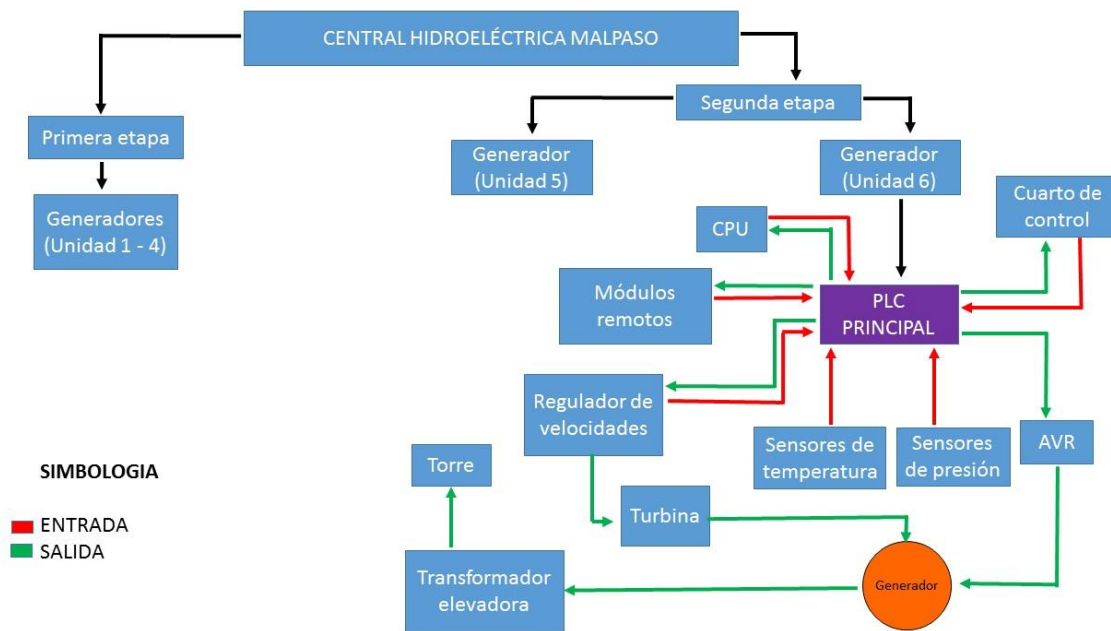 CENTRAL HIDROELÉCTRICA MALPASO
Primera etapa
Segunda etapa
Generadores
(Unidad 1 - 4)
Generador
(Unidad 5)
Generador
(Unidad 6)
Cuarto de
control
CPU
Módulos
remotos
PLC
PRINCIPAL
Regulador de
velocidades
Sensores de
temperatura
Sensores
de presión
AVR
Torre
Turbina
Transformador
elevadora
Generador
SIMBOLOGIA
ENTRADA
SALIDA